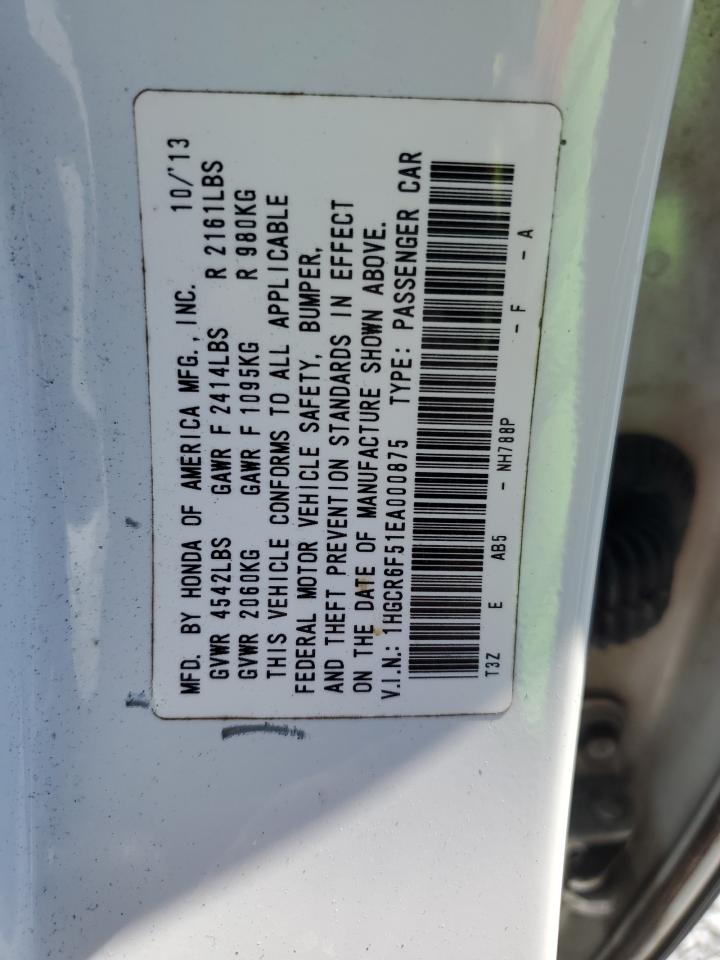 MFD. BY HONDA OF AMERICA MFG., INC. 10/'13
GVWR 4542LBS GAWR F 2414LBS R 2161LBS
GVWR 2060KG GAWR F 1095KG R 980KG
THIS VEHICLE CONFORMS TO ALL APPLICABLE
FEDERAL MOTOR VEHICLE SAFETY, BUMPER,
AND THEFT PREVENTION STANDARDS IN EFFECT
ON THE DATE OF MANUFACTURE SHOWN ABOVE.
V.I.N.: 1HGCR6F51EA000875 TYPE: PASSENGER CAR
T3Z E AB5 - NH788P - F - A